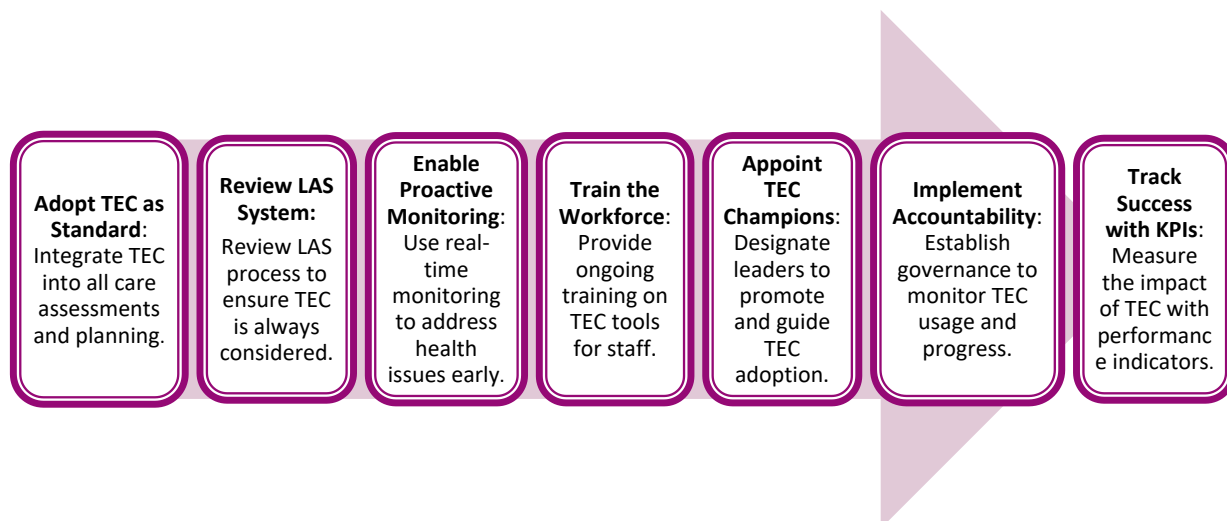 Adopt TEC as
Standard:
Integrate TEC
into all care
assessments
and planning.
Review LAS
System:
Review LAS
process to
ensure TEC
is always
considered.
Enable
Proactive
Monitoring:
Use real-
time
monitoring
to address
health
issues early.
Train the
Workforce:
Provide
ongoing
training on
TEC tools
for staff.
Appoint
TEC
Champions:
Designate
leaders to
promote
and guide
TEC
adoption.
Implement
Accountability:
Establish
governance to
monitor TEC
usage and
progress.
Track
Success
with KPIs:
Measure
the impact
of TEC with
performanc
e indicators.